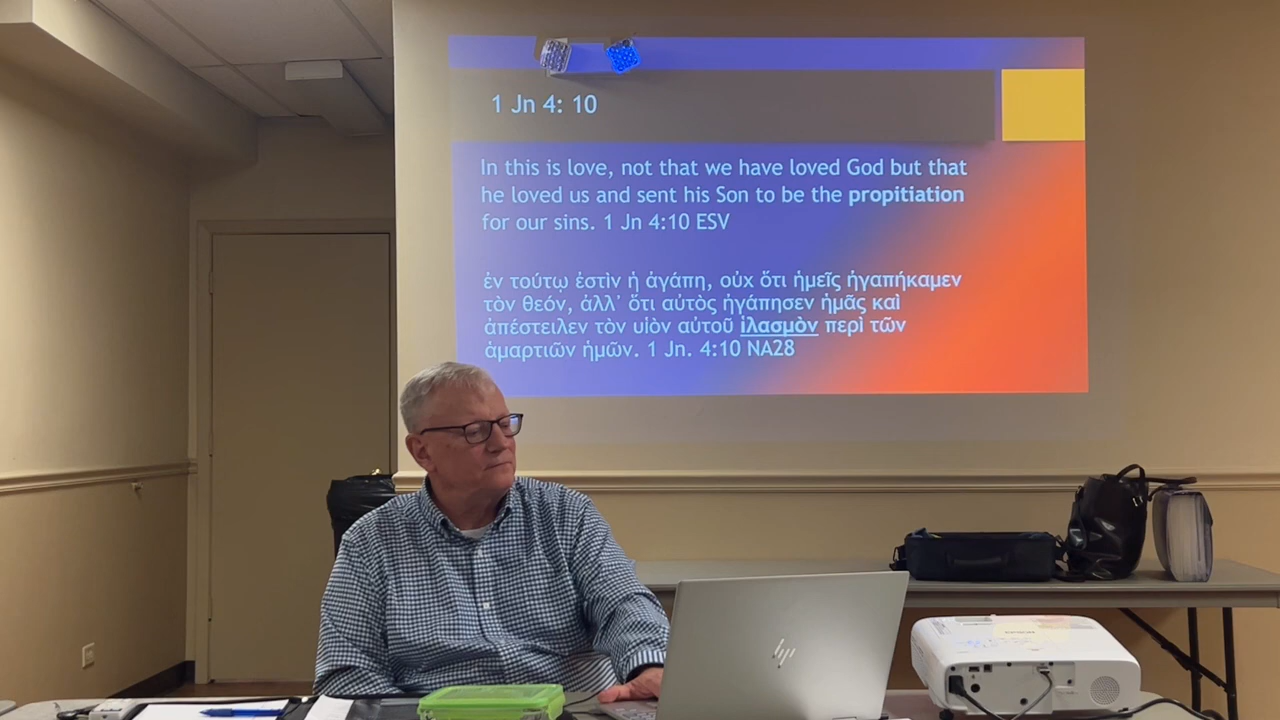 1 Jn 4: 10
In this is love, not that we have loved God but that
he loved us and sent his Son to be the propitiation
for our sins. 1 Jn 4:10 ESV
ἐν τούτῳ ἐστὶν ἡ ἀγάπη, οὐχ ὅτι ἡμεῖς ἠγαπήκαμεν
τὸν θεόν, ἀλλ᾽ ὅτι αὐτὸς ἠγάπησεν ἡμᾶς καὶ
ἀπέστειλεν τὸν υἱὸν αὐτοῦ ἱλασμὸν περὶ τῶν
ἁμαρτιῶν ἡμῶν. 1 Jn. 4:10 NA28
hp